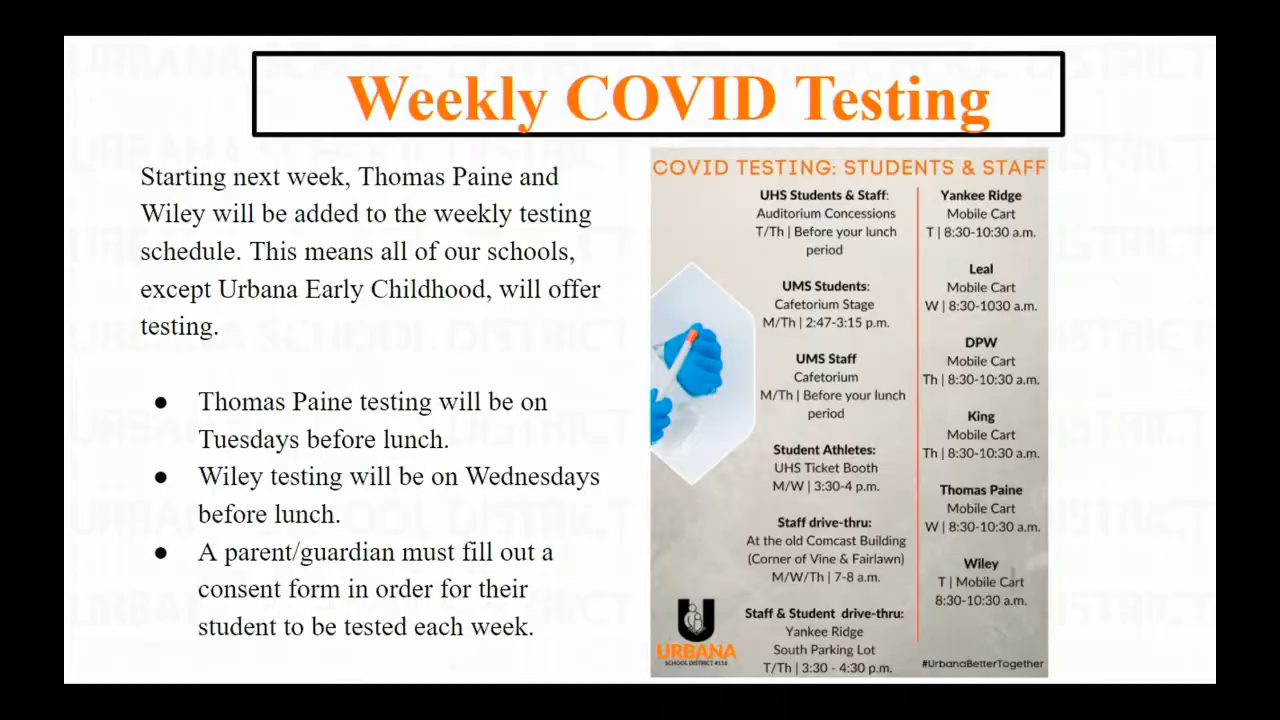 Weekly COVID Testing
Starting next week, Thomas Paine and
Wiley will be added to the weekly testing
schedule. This means all of our schools,
except Urbana Early Childhood, will offer
testing.
● Thomas Paine testing will be on
Tuesdays before lunch.
● Wiley testing will be on Wednesdays
before lunch.
● A parent/guardian must fill out a
consent form in order for their
student to be tested each week.
COVID TESTING: STUDENTS & STAFF
UHS Students & Staff:
Auditorium Concessions
T/Th | Before your lunch
period
UMS Students:
Cafetorium Stage
M/Th | 2:47-3:15 p.m.
UMS Staff
Cafetorium
M/Th | Before your lunch
period
Student Athletes:
UHS Ticket Booth
M/W | 3:30-4 p.m.
Staff drive-thru:
At the old Comcast Building
(Corner of Vine & Fairlawn)
M/W/Th | 7-8 a.m.
Staff & Student drive-thru:
Yankee Ridge
South Parking Lot
T/Th | 3:30 - 4:30 p.m.
Yankee Ridge
Mobile Cart
T | 8:30-10:30 a.m.
Leal
Mobile Cart
W | 8:30-1030 a.m.
DPW
Mobile Cart
Th | 8:30-10:30 a.m.
King
Mobile Cart
Th | 8:30-10:30 a.m.
Thomas Paine
Mobile Cart
W | 8:30-10:30 a.m.
Wiley
T | Mobile Cart
8:30-10:30 a.m.
U
URBANA
SCHOOL DISTRICT #116
#UrbanaBetterTogether